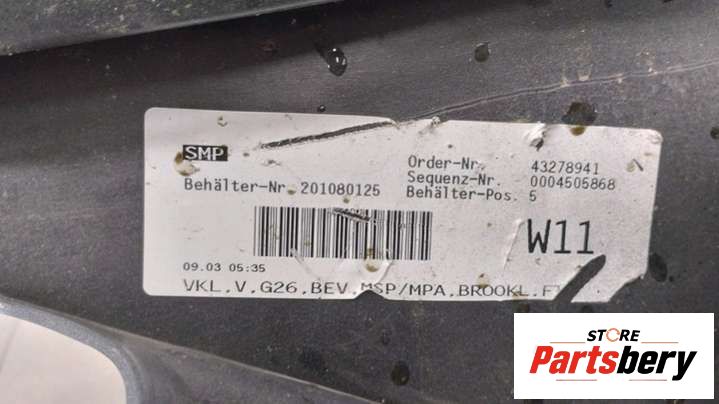 SMP
Order-Nr. 43278941
Sequenz-Nr. 0004505868
Behälter-Nr. 201080125 Behälter-Pos. 5
W11
09.03 05:35
VKL,V,G26,BEV,MSP/MPA,BROOKL.
STORE
Partsbery